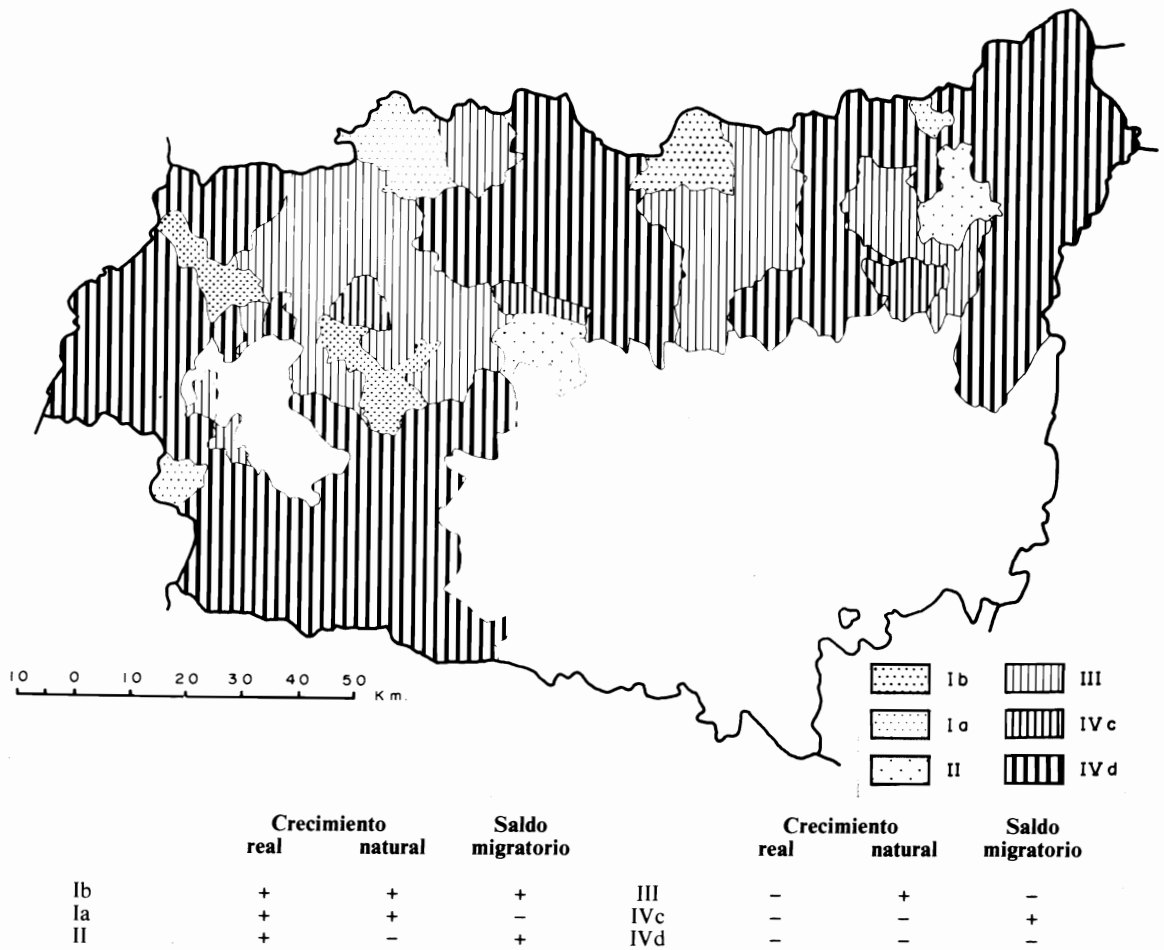 10 0 10 20 30 40 50
Km.
Ib III
Ia IVc
II IVd
Crecimiento Saldo Crecimiento Saldo
real natural migratorio real natural migratorio
Ib + + + III − + −
Ia + + − IVc − − +
II + − + IVd − − −